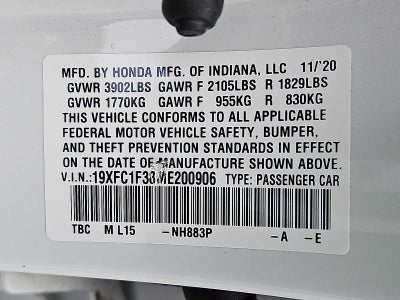 MFD. BY HONDA MFG. OF INDIANA, LLC 11/'20
GVWR 3902LBS GAWR F 2105LBS R 1829LBS
GVWR 1770KG GAWR F 955KG R 830KG
THIS VEHICLE CONFORMS TO ALL APPLICABLE
FEDERAL MOTOR VEHICLE SAFETY, BUMPER,
AND THEFT PREVENTION STANDARDS IN EFFECT
ON THE DATE OF MANUFACTURE SHOWN ABOVE.
V.I.N.: TYPE: PASSENGER CAR
TBC M L15 -NH883P -A -E